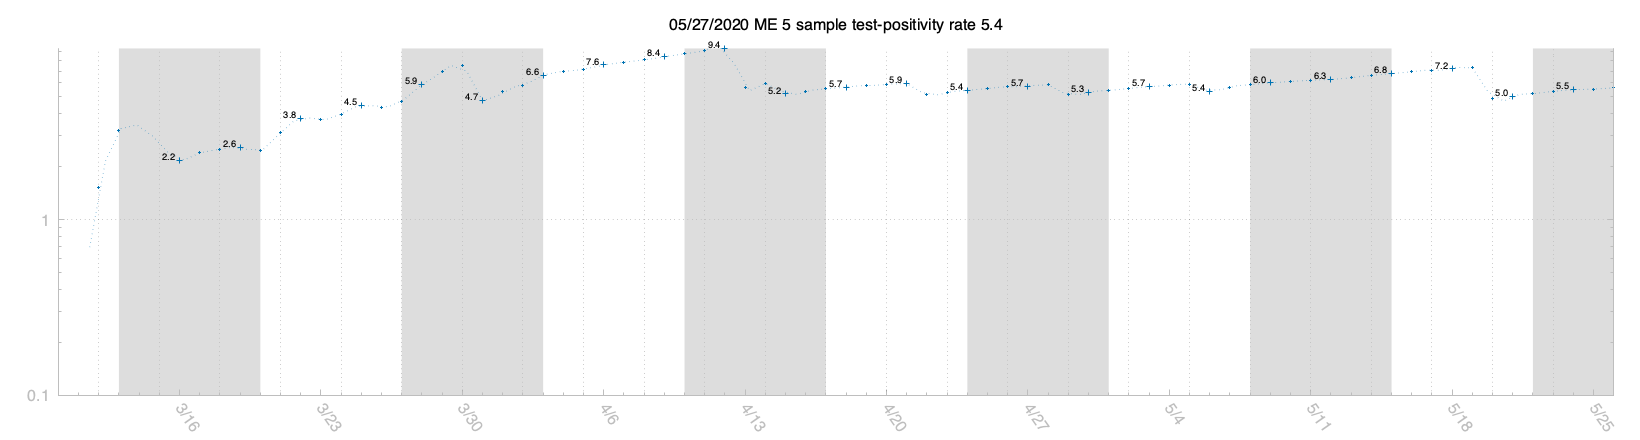 05/27/2020 ME 5 sample test-positivity rate 5.4
2.2 2.6 3.8 4.5 5.9 4.7 6.6 7.6 8.4 9.4 5.2 5.7 5.9 5.4 5.7 5.3 5.7 5.4 6.0 6.3 6.8 7.2 5.0 5.5
1
0.1
3/16 3/23 3/30 4/6 4/13 4/20 4/27 5/4 5/11 5/18 5/25